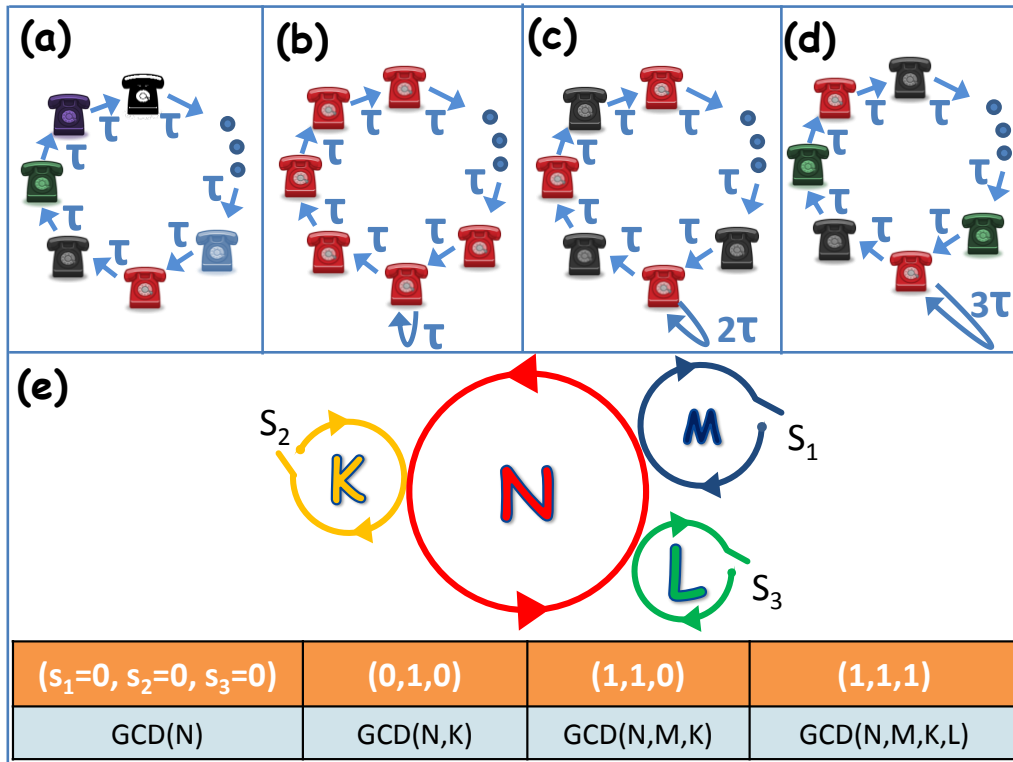 (a) (b) (c) (d)
τ τ τ τ τ τ τ
τ τ τ τ τ τ τ τ
τ τ τ τ τ τ τ 2τ
τ τ τ τ τ τ τ 3τ
(e)
S2 K N M S1
L S3
(s1=0, s2=0, s3=0) (0,1,0) (1,1,0) (1,1,1)
GCD(N) GCD(N,K) GCD(N,M,K) GCD(N,M,K,L)